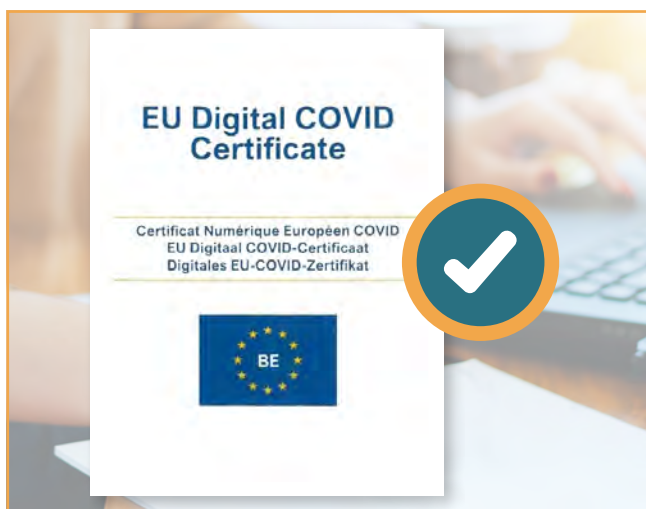 EU Digital COVID
Certificate
Certificat Numérique Européen COVID
EU Digitaal COVID-Certificaat
Digitales EU-COVID-Zertifikat
BE